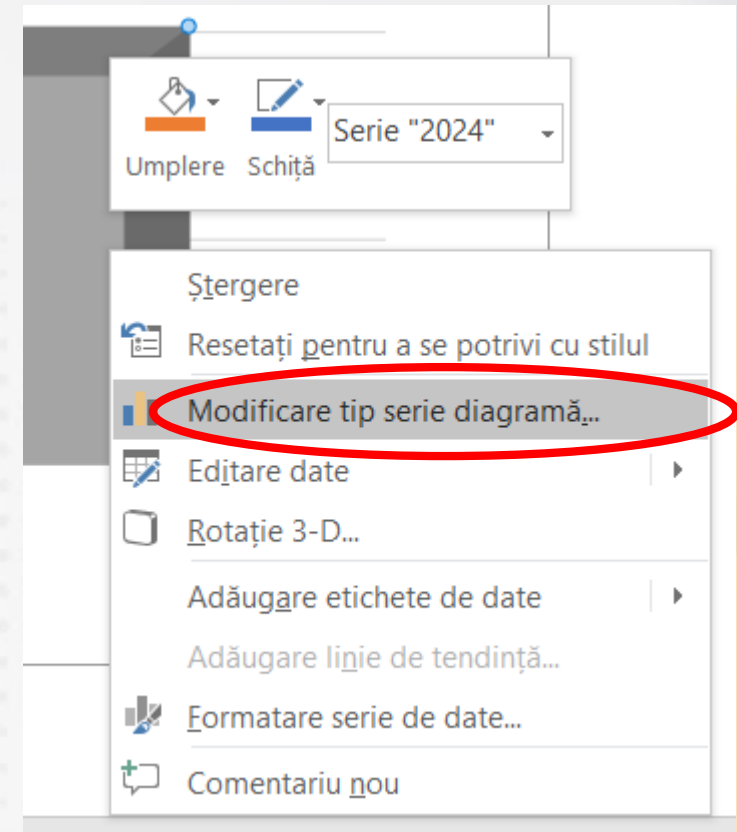 Serie "2024"
Umplere Schiță
Ștergere
Resetați pentru a se potrivi cu stilul
Modificare tip serie diagramă...
Editare date
Rotație 3-D...
Adăugare etichete de date
Adăugare linie de tendință...
Formatare serie de date...
Comentariu nou